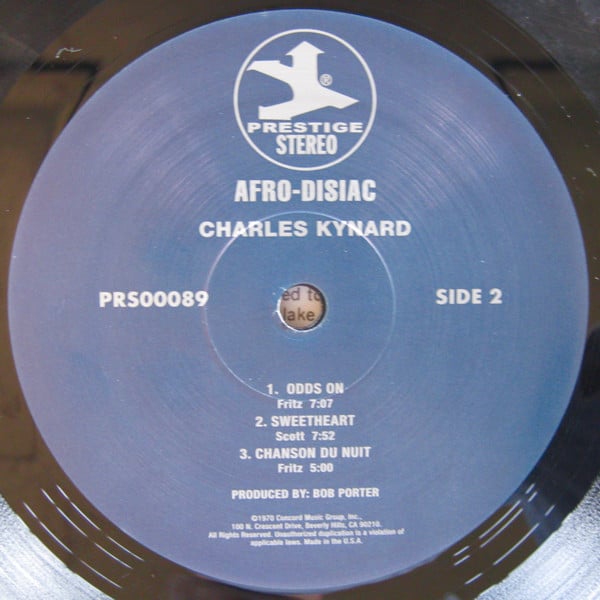 ®
PRESTIGE
STEREO
AFRO-DISIAC
CHARLES KYNARD
PRS00089
SIDE 2
ed to
lake
1. ODDS ON
Fritz 7:07
2. SWEETHEART
Scott 7:52
3. CHANSON DU NUIT
Fritz 5:00
PRODUCED BY: BOB PORTER
©1970 Concord Music Group, Inc.,
100 N. Crescent Drive, Beverly Hills, CA 90210.
All Rights Reserved. Unauthorized duplication is a violation of
applicable laws. Made in the U.S.A.